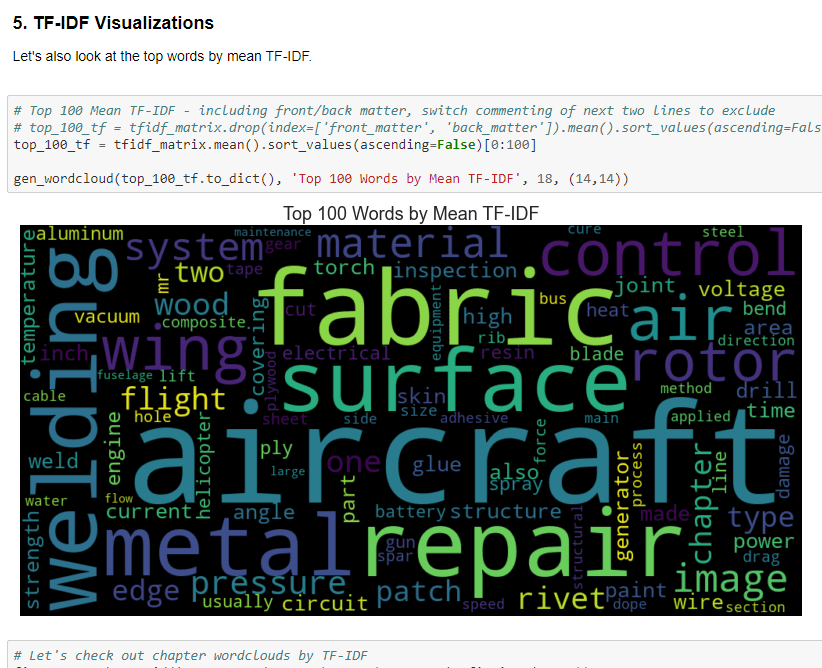 5. TF-IDF Visualizations
Let's also look at the top words by mean TF-IDF.
# Top 100 Mean TF-IDF - including front/back matter, switch commenting of next two lines to exclude
# top_100_tf = tfidf_matrix.drop(index=['front_matter', 'back_matter']).mean().sort_values(ascending=Fals
top_100_tf = tfidf_matrix.mean().sort_values(ascending=False)[0:100]
gen_wordcloud(top_100_tf.to_dict(), 'Top 100 Words by Mean TF-IDF', 18, (14,14))
Top 100 Words by Mean TF-IDF
temperature
aluminum
maintenance
cure
steel
system
gear
material
control
welding
mr
two
tape
torch
inspection
joint
voltage
vacuum
wood
composite
covering
fabric
cut
equipment
high
bus
heat
air
bend
area
direction
inch
wing
electrical
rib
resin
blade
rotor
fuselage
lift
plywood
surface
skin
method
drill
cable
flight
hole
sheet
side
size
adhesive
main
applied
time
engine
helicopter
aircraft
ply
large
one
glue
also
spray
force
generator
process
chapter
line
damage
weld
water
flow
current
angle
part
battery
structure
structural
made
type
strength
metal
gun
spar
repair
power
drag
edge
pressure
patch
image
usually
circuit
speed
rivet
paint
dope
wire
section
# Let's check out chapter wordclouds by TF-IDF